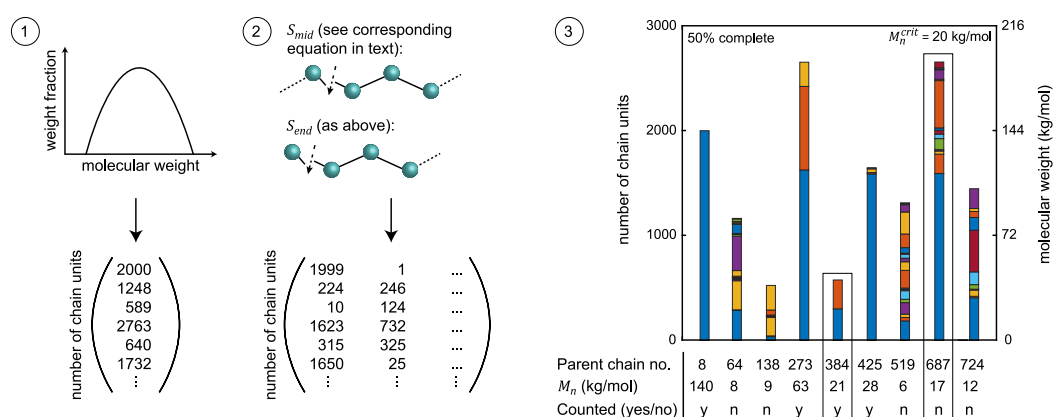 1
weight fraction
molecular weight
number of chain units
2000
1248
589
2763
640
1732
⋮
2
S_mid (see corresponding
equation in text):
S_end (as above):
number of chain units
1999 1 ...
224 246 ...
10 124 ...
1623 732 ...
315 325 ...
1650 25 ...
⋮ ⋮
3
50% complete
M_n^crit = 20 kg/mol
number of chain units
3000
2000
1000
0
216
144
72
0
molecular weight (kg/mol)
Parent chain no. 8 64 138 273 384 425 519 687 724
M_n (kg/mol) 140 8 9 63 21 28 6 17 12
Counted (yes/no) y n n y y y n n n